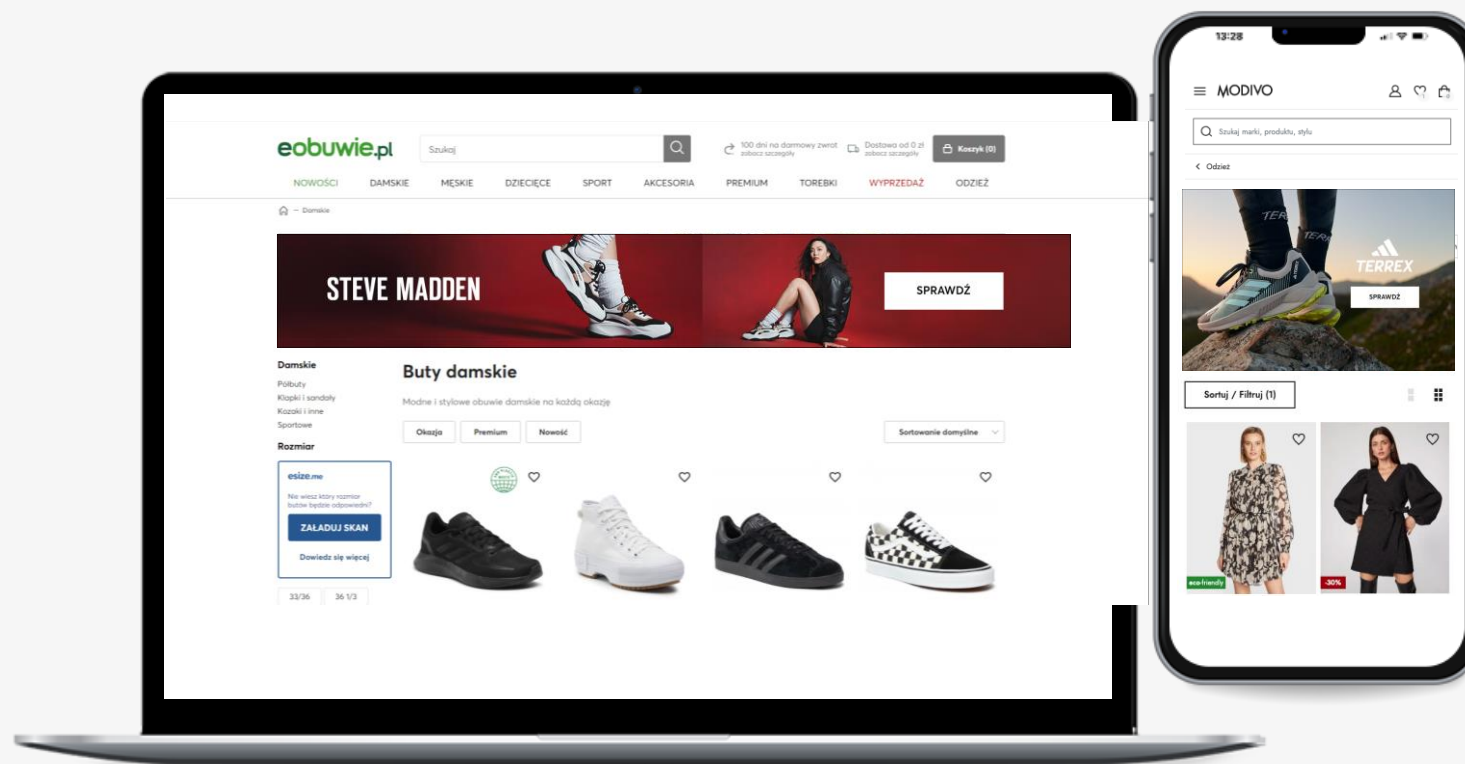 eobuwie.pl
Szukaj
100 dni na darmowy zwrot
zobacz szczegóły
Dostawa od 0 zł
zobacz szczegóły
Koszyk (0)
NOWOŚCI DAMSKIE MĘSKIE DZIECIĘCE SPORT AKCESORIA PREMIUM TOREBKI WYPRZEDAŻ ODZIEŻ
– Damskie
STEVE MADDEN
SPRAWDŹ
Damskie
Półbuty
Klapki i sandały
Kozaki i inne
Sportowe
Rozmiar
esize.me
Nie wiesz który rozmiar
butów będzie odpowiedni?
ZAŁADUJ SKAN
Dowiedz się więcej
33/36 36 1/3
Buty damskie
Modne i stylowe obuwie damskie na każdą okazję
Okazja Premium Nowość
Sortowanie domyślne
13:28
MODIVO
Szukaj marki, produktu, stylu
Odzież
TERREX
SPRAWDŹ
Sortuj / Filtruj (1)
eco-friendly
-30%